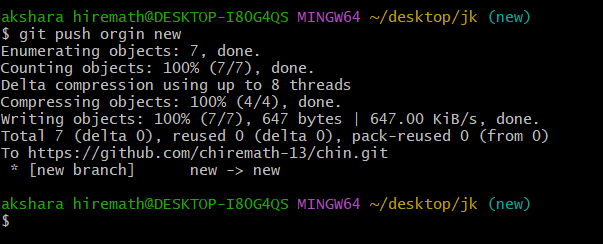 akshara hiremath@DESKTOP-I8OG4QS MINGW64 ~/desktop/jk (new)
$ git push orgin new
Enumerating objects: 7, done.
Counting objects: 100% (7/7), done.
Delta compression using up to 8 threads
Compressing objects: 100% (4/4), done.
Writing objects: 100% (7/7), 647 bytes | 647.00 KiB/s, done.
Total 7 (delta 0), reused 0 (delta 0), pack-reused 0 (from 0)
To https://github.com/chiremath-13/chin.git
 * [new branch]      new -> new
akshara hiremath@DESKTOP-I8OG4QS MINGW64 ~/desktop/jk (new)
$